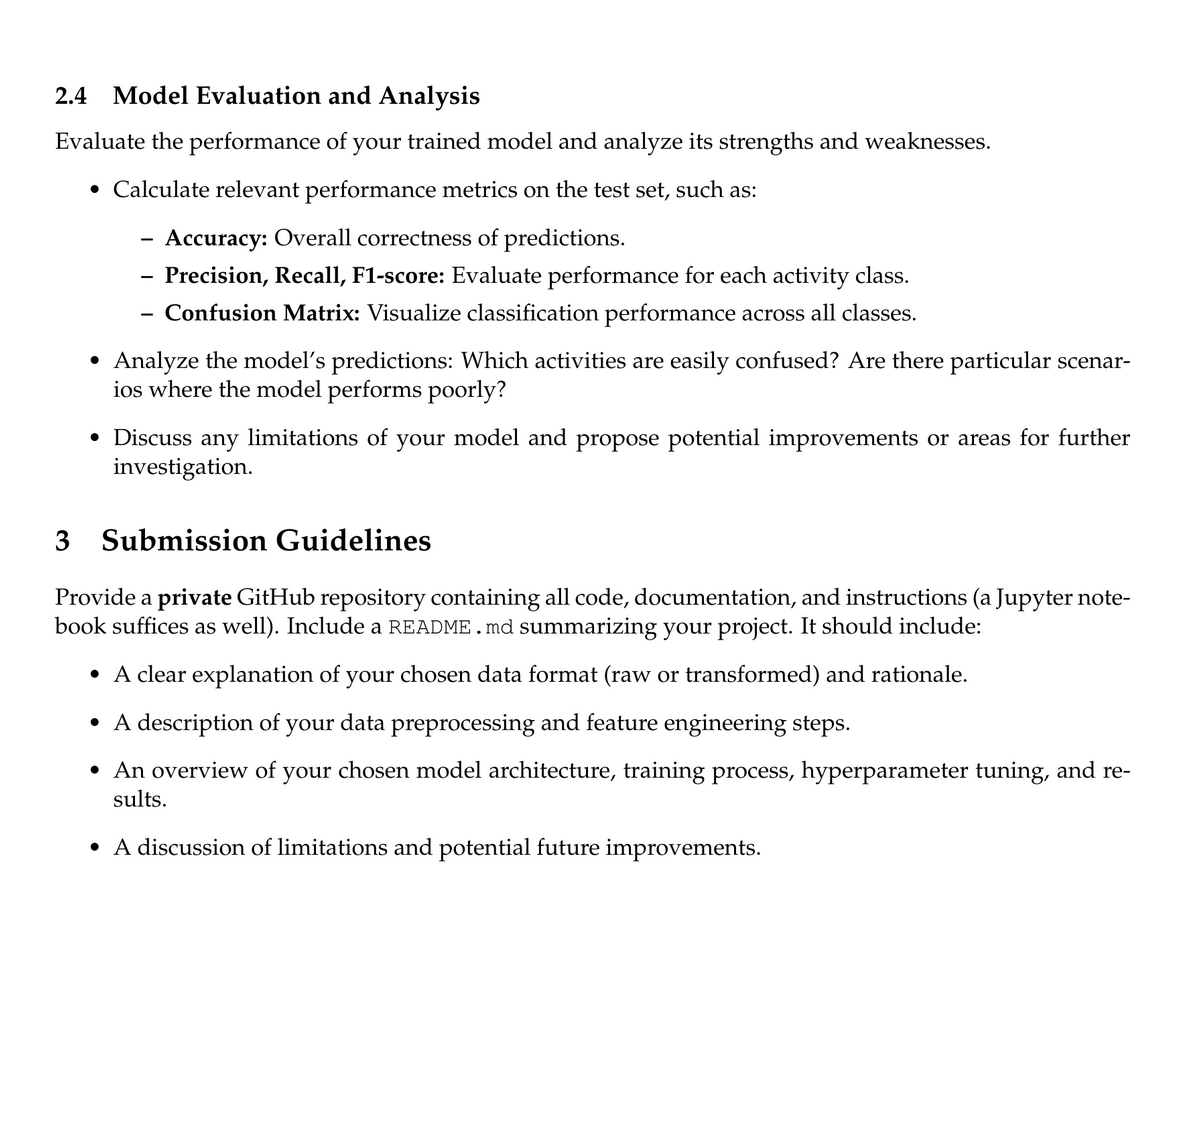 2.4 Model Evaluation and Analysis
Evaluate the performance of your trained model and analyze its strengths and weaknesses.
• Calculate relevant performance metrics on the test set, such as:
– Accuracy: Overall correctness of predictions.
– Precision, Recall, F1-score: Evaluate performance for each activity class.
– Confusion Matrix: Visualize classification performance across all classes.
• Analyze the model's predictions: Which activities are easily confused? Are there particular scenar-
ios where the model performs poorly?
• Discuss any limitations of your model and propose potential improvements or areas for further
investigation.
3 Submission Guidelines
Provide a private GitHub repository containing all code, documentation, and instructions (a Jupyter note-
book suffices as well). Include a README.md summarizing your project. It should include:
• A clear explanation of your chosen data format (raw or transformed) and rationale.
• A description of your data preprocessing and feature engineering steps.
• An overview of your chosen model architecture, training process, hyperparameter tuning, and re-
sults.
• A discussion of limitations and potential future improvements.